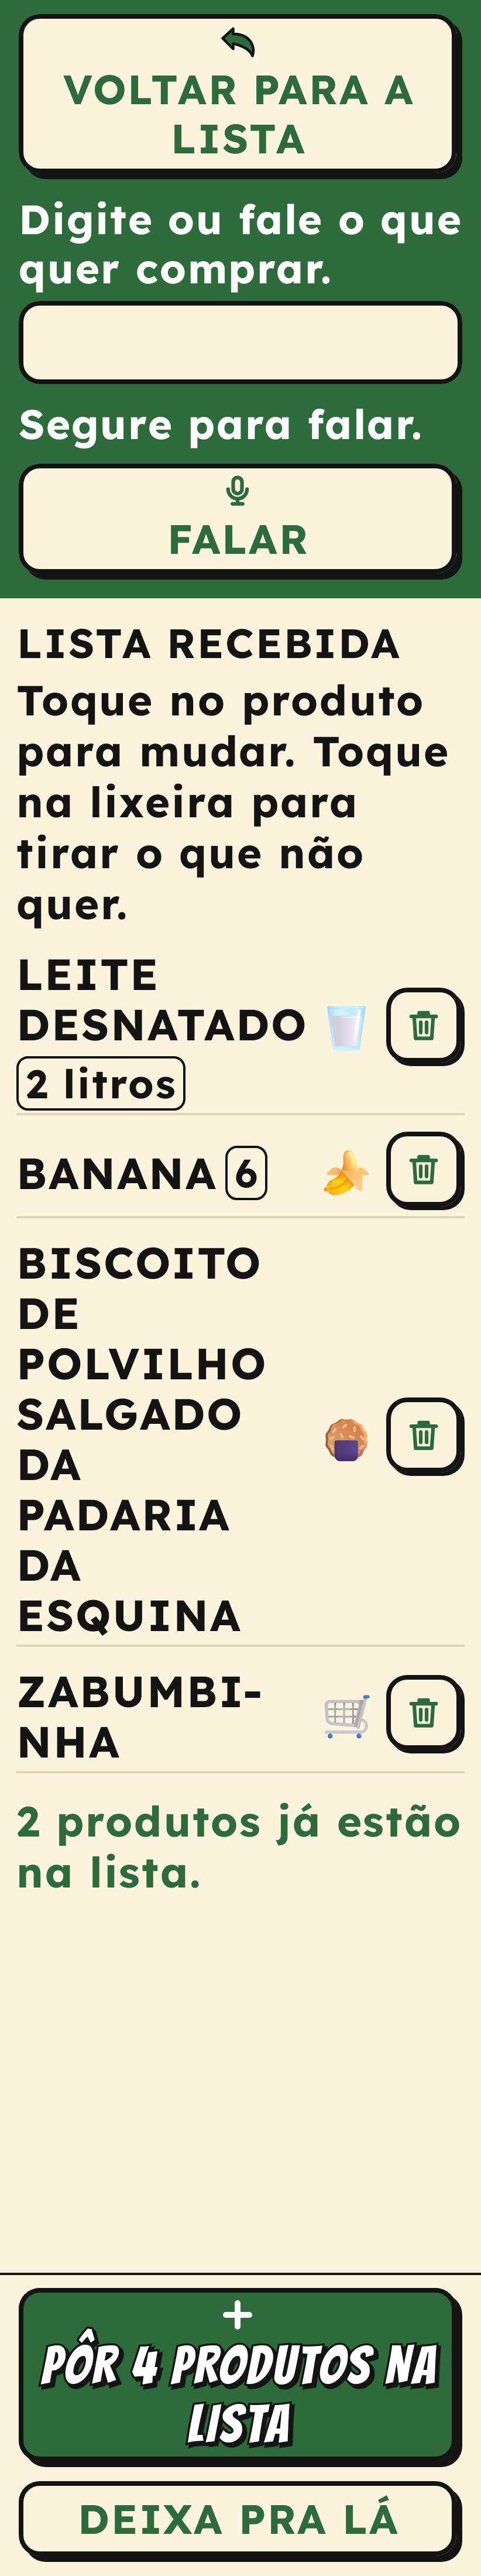 VOLTAR PARA A
LISTA
Digite ou fale o que
quer comprar.
Segure para falar.
FALAR
LISTA RECEBIDA
Toque no produto
para mudar. Toque
na lixeira para
tirar o que não
quer.
LEITE
DESNATADO
2 litros
BANANA 6
BISCOITO
DE
POLVILHO
SALGADO
DA
PADARIA
DA
ESQUINA
ZABUMBI-
NHA
2 produtos já estão
na lista.
PÔR 4 PRODUTOS NA
LISTA
DEIXA PRA LÁ